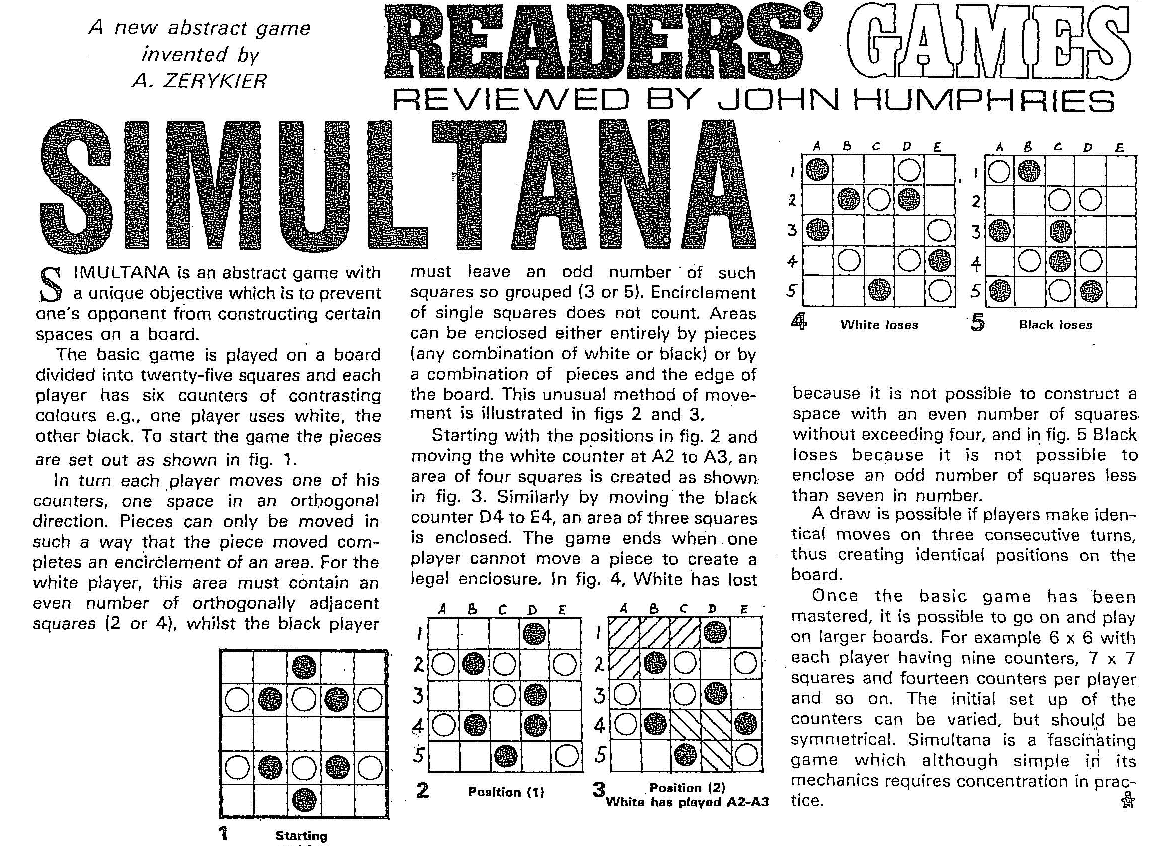 A new abstract game
invented by
A. ZERYKIER
READERS' GAMES
REVIEWED BY JOHN HUMPHRIES
SIMULTANA
SIMULTANA is an abstract game with
a unique objective which is to prevent
one's opponent from constructing certain
spaces on a board.
The basic game is played on a board
divided into twenty-five squares and each
player has six counters of contrasting
colours e.g., one player uses white, the
other black. To start the game the pieces
are set out as shown in fig. 1.
In turn each player moves one of his
counters, one space in an orthogonal
direction. Pieces can only be moved in
such a way that the piece moved com-
pletes an encirclement of an area. For the
white player, this area must contain an
even number of orthogonally adjacent
squares (2 or 4), whilst the black player
1 Starting
must leave an odd number of such
squares so grouped (3 or 5). Encirclement
of single squares does not count. Areas
can be enclosed either entirely by pieces
(any combination of white or black) or by
a combination of pieces and the edge of
the board. This unusual method of move-
ment is illustrated in figs 2 and 3.
Starting with the positions in fig. 2 and
moving the white counter at A2 to A3, an
area of four squares is created as shown
in fig. 3. Similarly by moving the black
counter D4 to E4, an area of three squares
is enclosed. The game ends when one
player cannot move a piece to create a
legal enclosure. In fig. 4, White has lost
A B C D E
1
2
3
4
5
2 Position (1)
A B C D E
1
2
3
4
5
3 Position (2)
White has played A2-A3
A B C D E
1
2
3
4
5
4 White loses
A B C D E
1
2
3
4
5
5 Black loses
because it is not possible to construct a
space with an even number of squares
without exceeding four, and in fig. 5 Black
loses because it is not possible to
enclose an odd number of squares less
than seven in number.
A draw is possible if players make iden-
tical moves on three consecutive turns,
thus creating identical positions on the
board.
Once the basic game has been
mastered, it is possible to go on and play
on larger boards. For example 6 x 6 with
each player having nine counters, 7 x 7
squares and fourteen counters per player
and so on. The initial set up of the
counters can be varied, but should be
symmetrical. Simultana is a fascinating
game which although simple in its
mechanics requires concentration in prac-
tice.